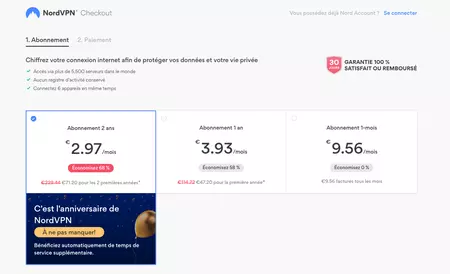 NordVPN® Checkout
Vous possédez déjà Nord Account ? Se connecter
1. Abonnement 2. Paiement
Chiffrez votre connexion internet afin de protéger vos données et votre vie privée
Accès via plus de 5,500 serveurs dans le monde
Aucun registre d'activité conservé
Connectez 6 appareils en même temps
30
GARANTIE 100 %
SATISFAIT OU REMBOURSÉ
Abonnement 2 ans
€2.97/mois
Économisez 68 %
€229.44 €71.20 pour les 2 premières années*
Abonnement 1 an
€3.93/mois
Économisez 58 %
€114.72 €47.20 pour la première année*
Abonnement 1-mois
€9.56/mois
Économisez 0 %
€9.56 factures tous les mois
C'est l'anniversaire de
NordVPN
À ne pas manquer!
Bénéficiez automatiquement de temps de
service supplémentaire.